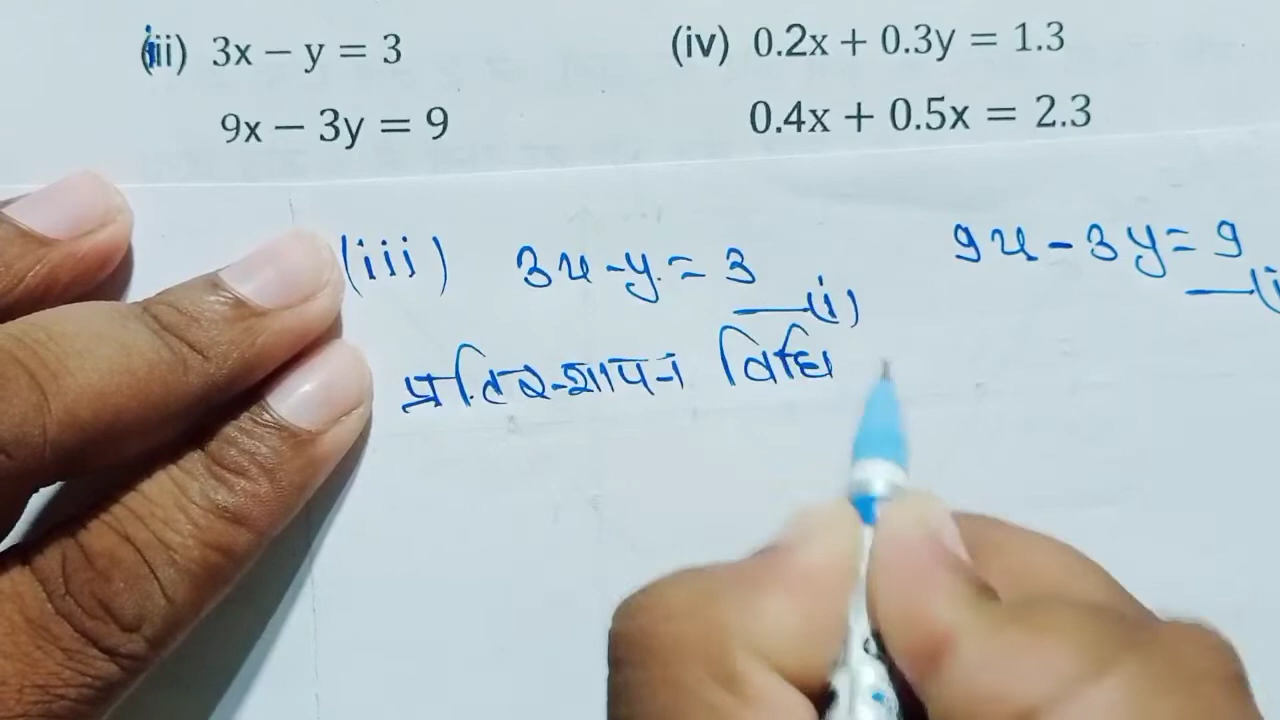 (iii) 3x − y = 3
9x − 3y = 9
(iv) 0.2x + 0.3y = 1.3
0.4x + 0.5x = 2.3
(iii) 3x - y = 3 —(i)
9x - 3y = 9
प्रतिस्थापन विधि